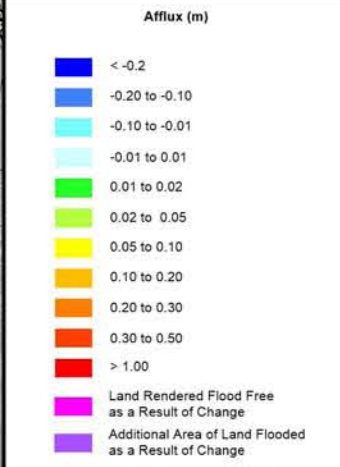 Afflux (m)
< -0.2
-0.20 to -0.10
-0.10 to -0.01
-0.01 to 0.01
0.01 to 0.02
0.02 to 0.05
0.05 to 0.10
0.10 to 0.20
0.20 to 0.30
0.30 to 0.50
> 1.00
Land Rendered Flood Free
as a Result of Change
Additional Area of Land Flooded
as a Result of Change